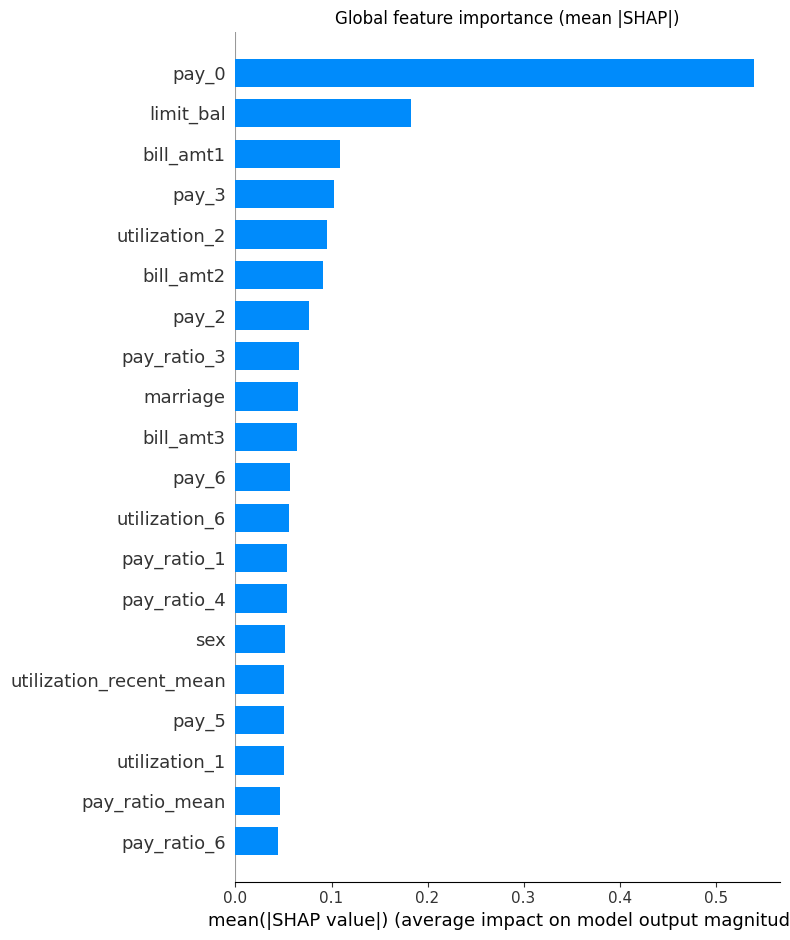 Global feature importance (mean |SHAP|)
pay_0
limit_bal
bill_amt1
pay_3
utilization_2
bill_amt2
pay_2
pay_ratio_3
marriage
bill_amt3
pay_6
utilization_6
pay_ratio_1
pay_ratio_4
sex
utilization_recent_mean
pay_5
utilization_1
pay_ratio_mean
pay_ratio_6
0.0 0.1 0.2 0.3 0.4 0.5
mean(|SHAP value|) (average impact on model output magnitud